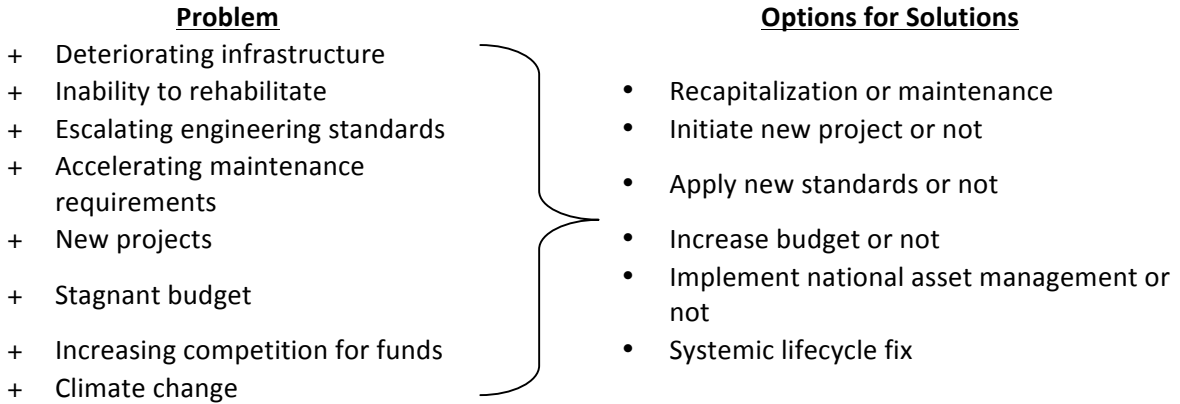 Problem
+ Deteriorating infrastructure
+ Inability to rehabilitate
+ Escalating engineering standards
+ Accelerating maintenance
requirements
+ New projects
+ Stagnant budget
+ Increasing competition for funds
+ Climate change
Options for Solutions
• Recapitalization or maintenance
• Initiate new project or not
• Apply new standards or not
• Increase budget or not
• Implement national asset management or
not
• Systemic lifecycle fix